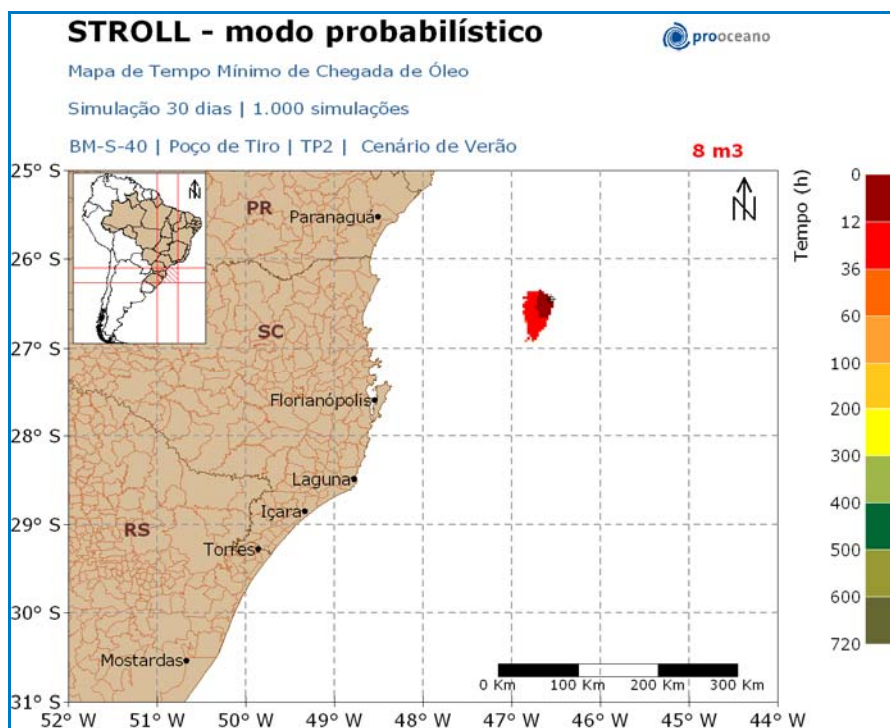 STROLL - modo probabilístico
prooceano
Mapa de Tempo Mínimo de Chegada de Óleo
Simulação 30 dias | 1.000 simulações
BM-S-40 | Poço de Tiro | TP2 | Cenário de Verão
8 m3
25° S
26° S
27° S
28° S
29° S
30° S
31° S
N
N
PR
Paranaguá
SC
Florianópolis
Laguna
Içara
RS
Torres
Mostardas
0 Km 100 Km 200 Km 300 Km
52 W 51 W 50 W 49 W 48 W 47 W 46 W 45 W 44 W
Tempo (h)
0
12
36
60
100
200
300
400
500
600
720